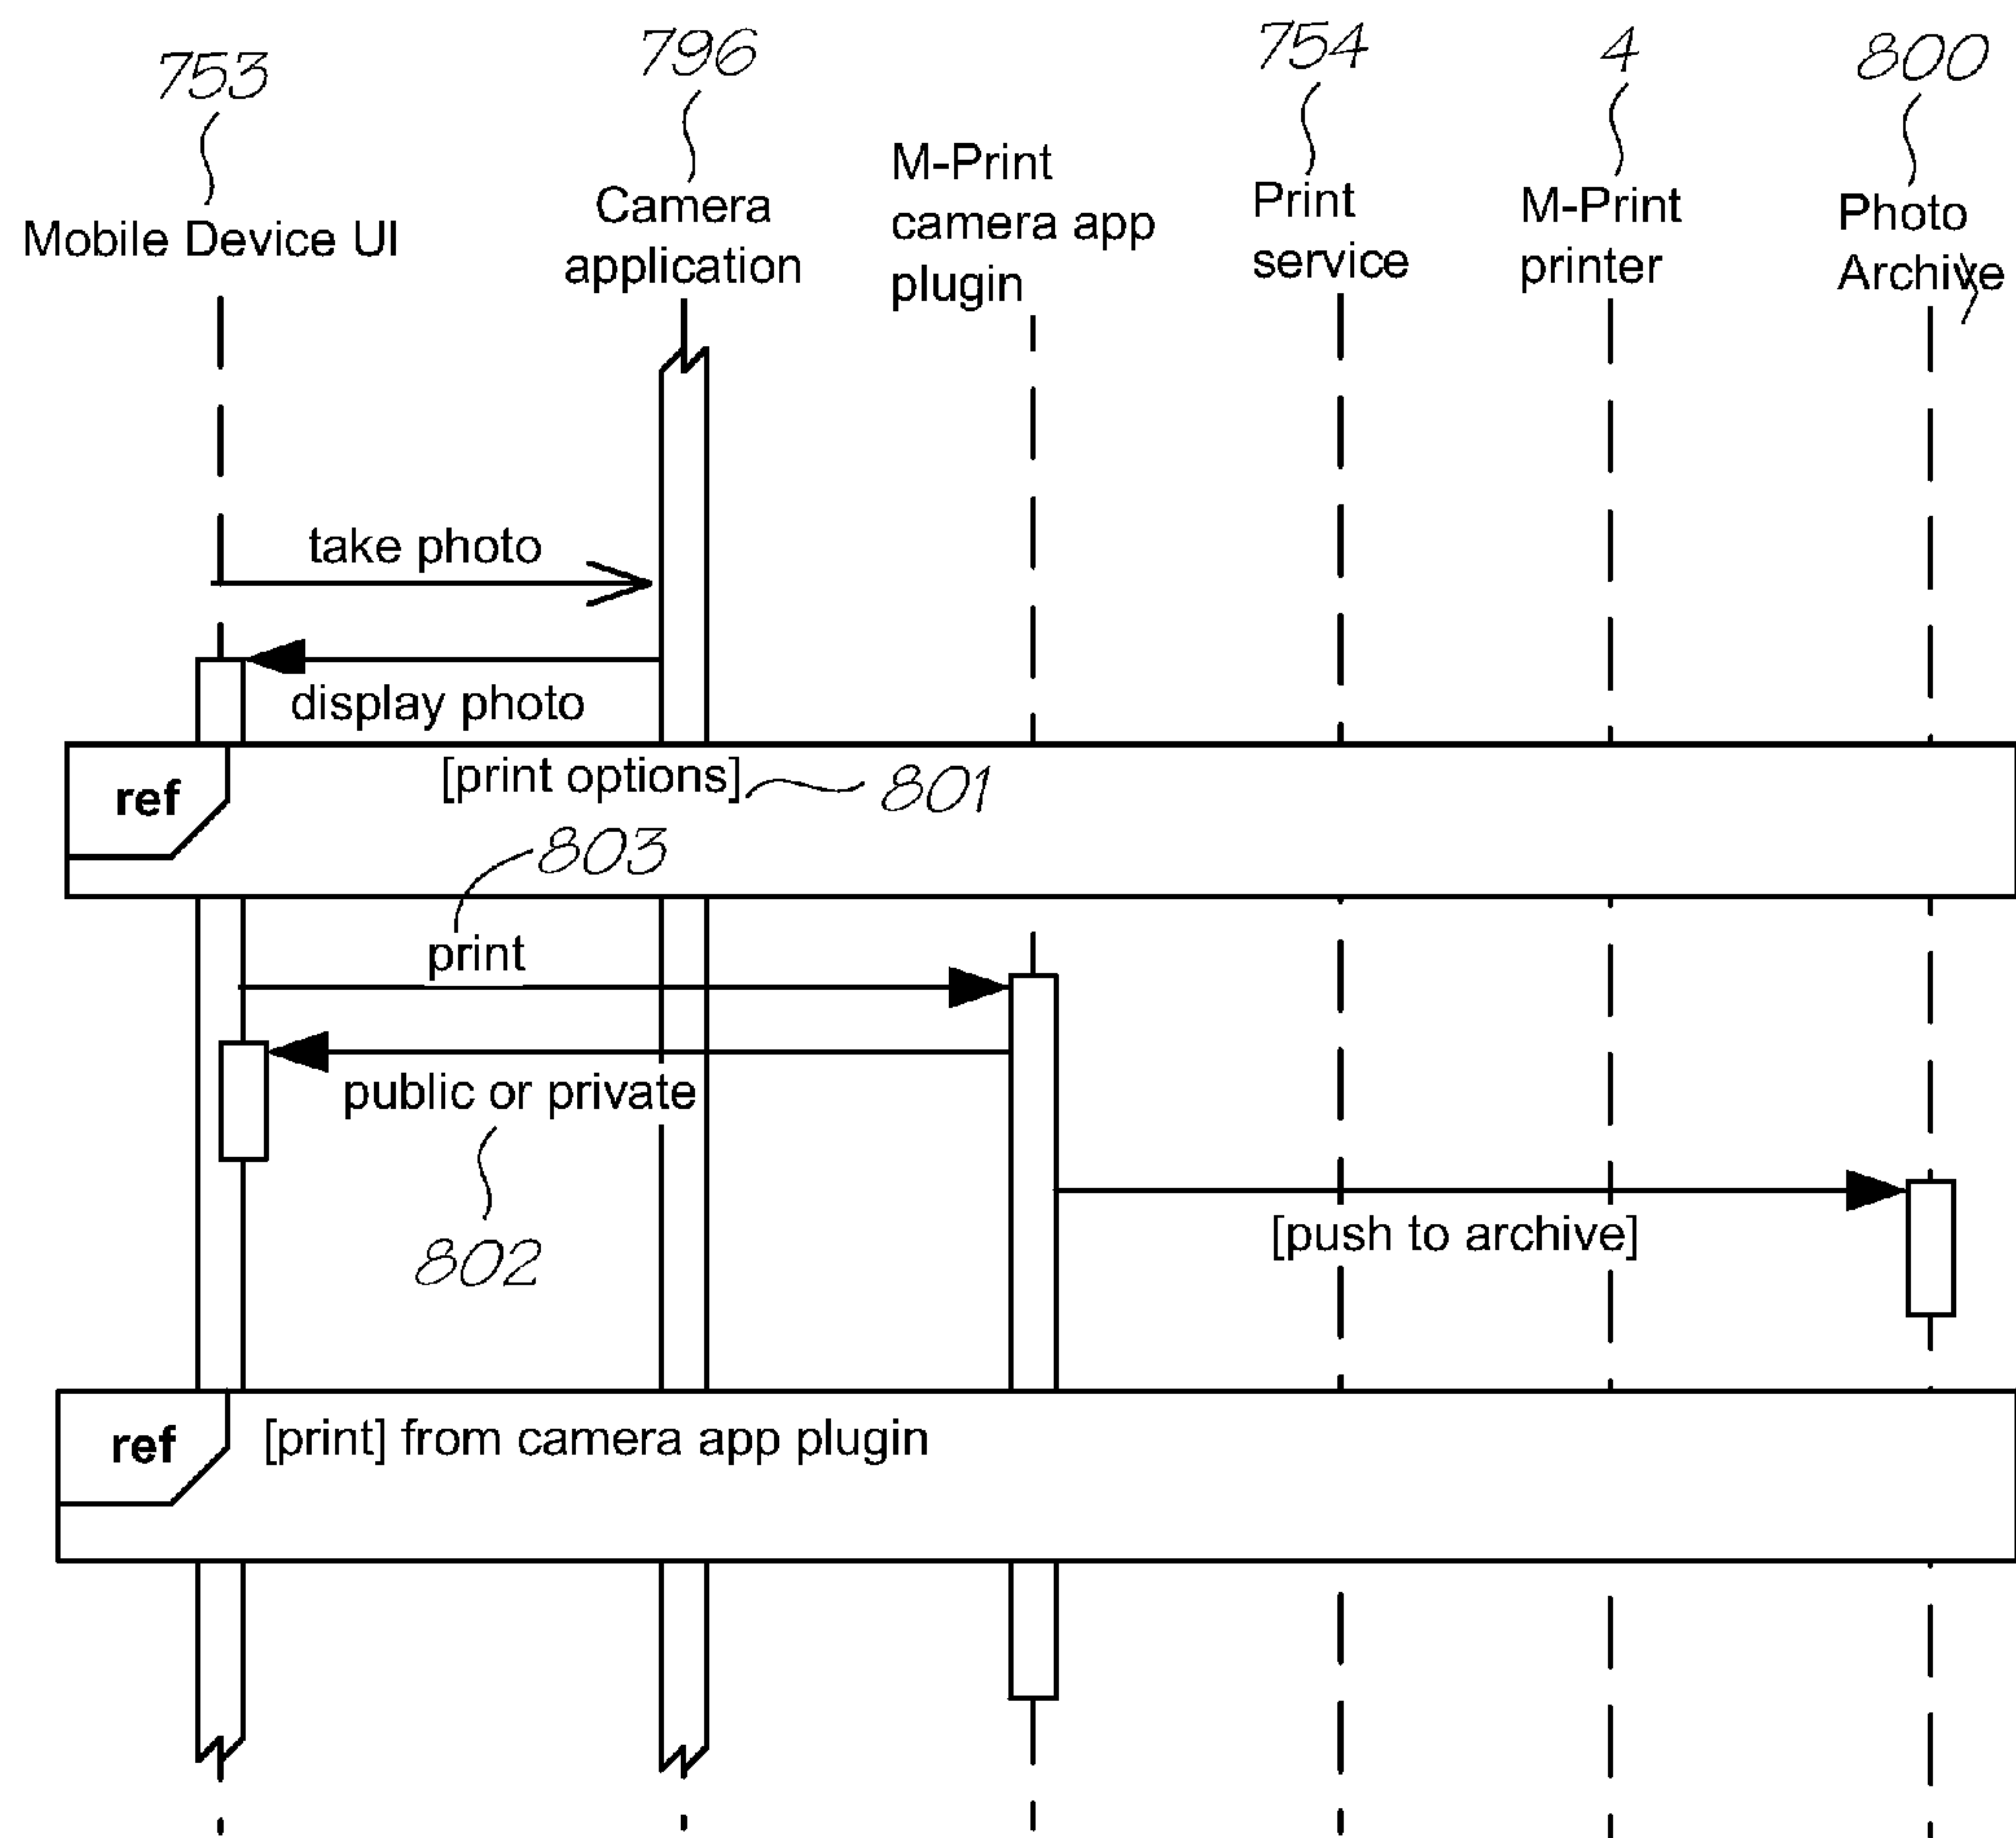 753
796
754
4
800
Mobile Device UI
Camera
application
M-Print
camera app
plugin
Print
service
M-Print
printer
Photo
Archive
take photo
display photo
ref
[print options]
801
803
print
public or private
802
[push to archive]
ref
[print] from camera app plugin